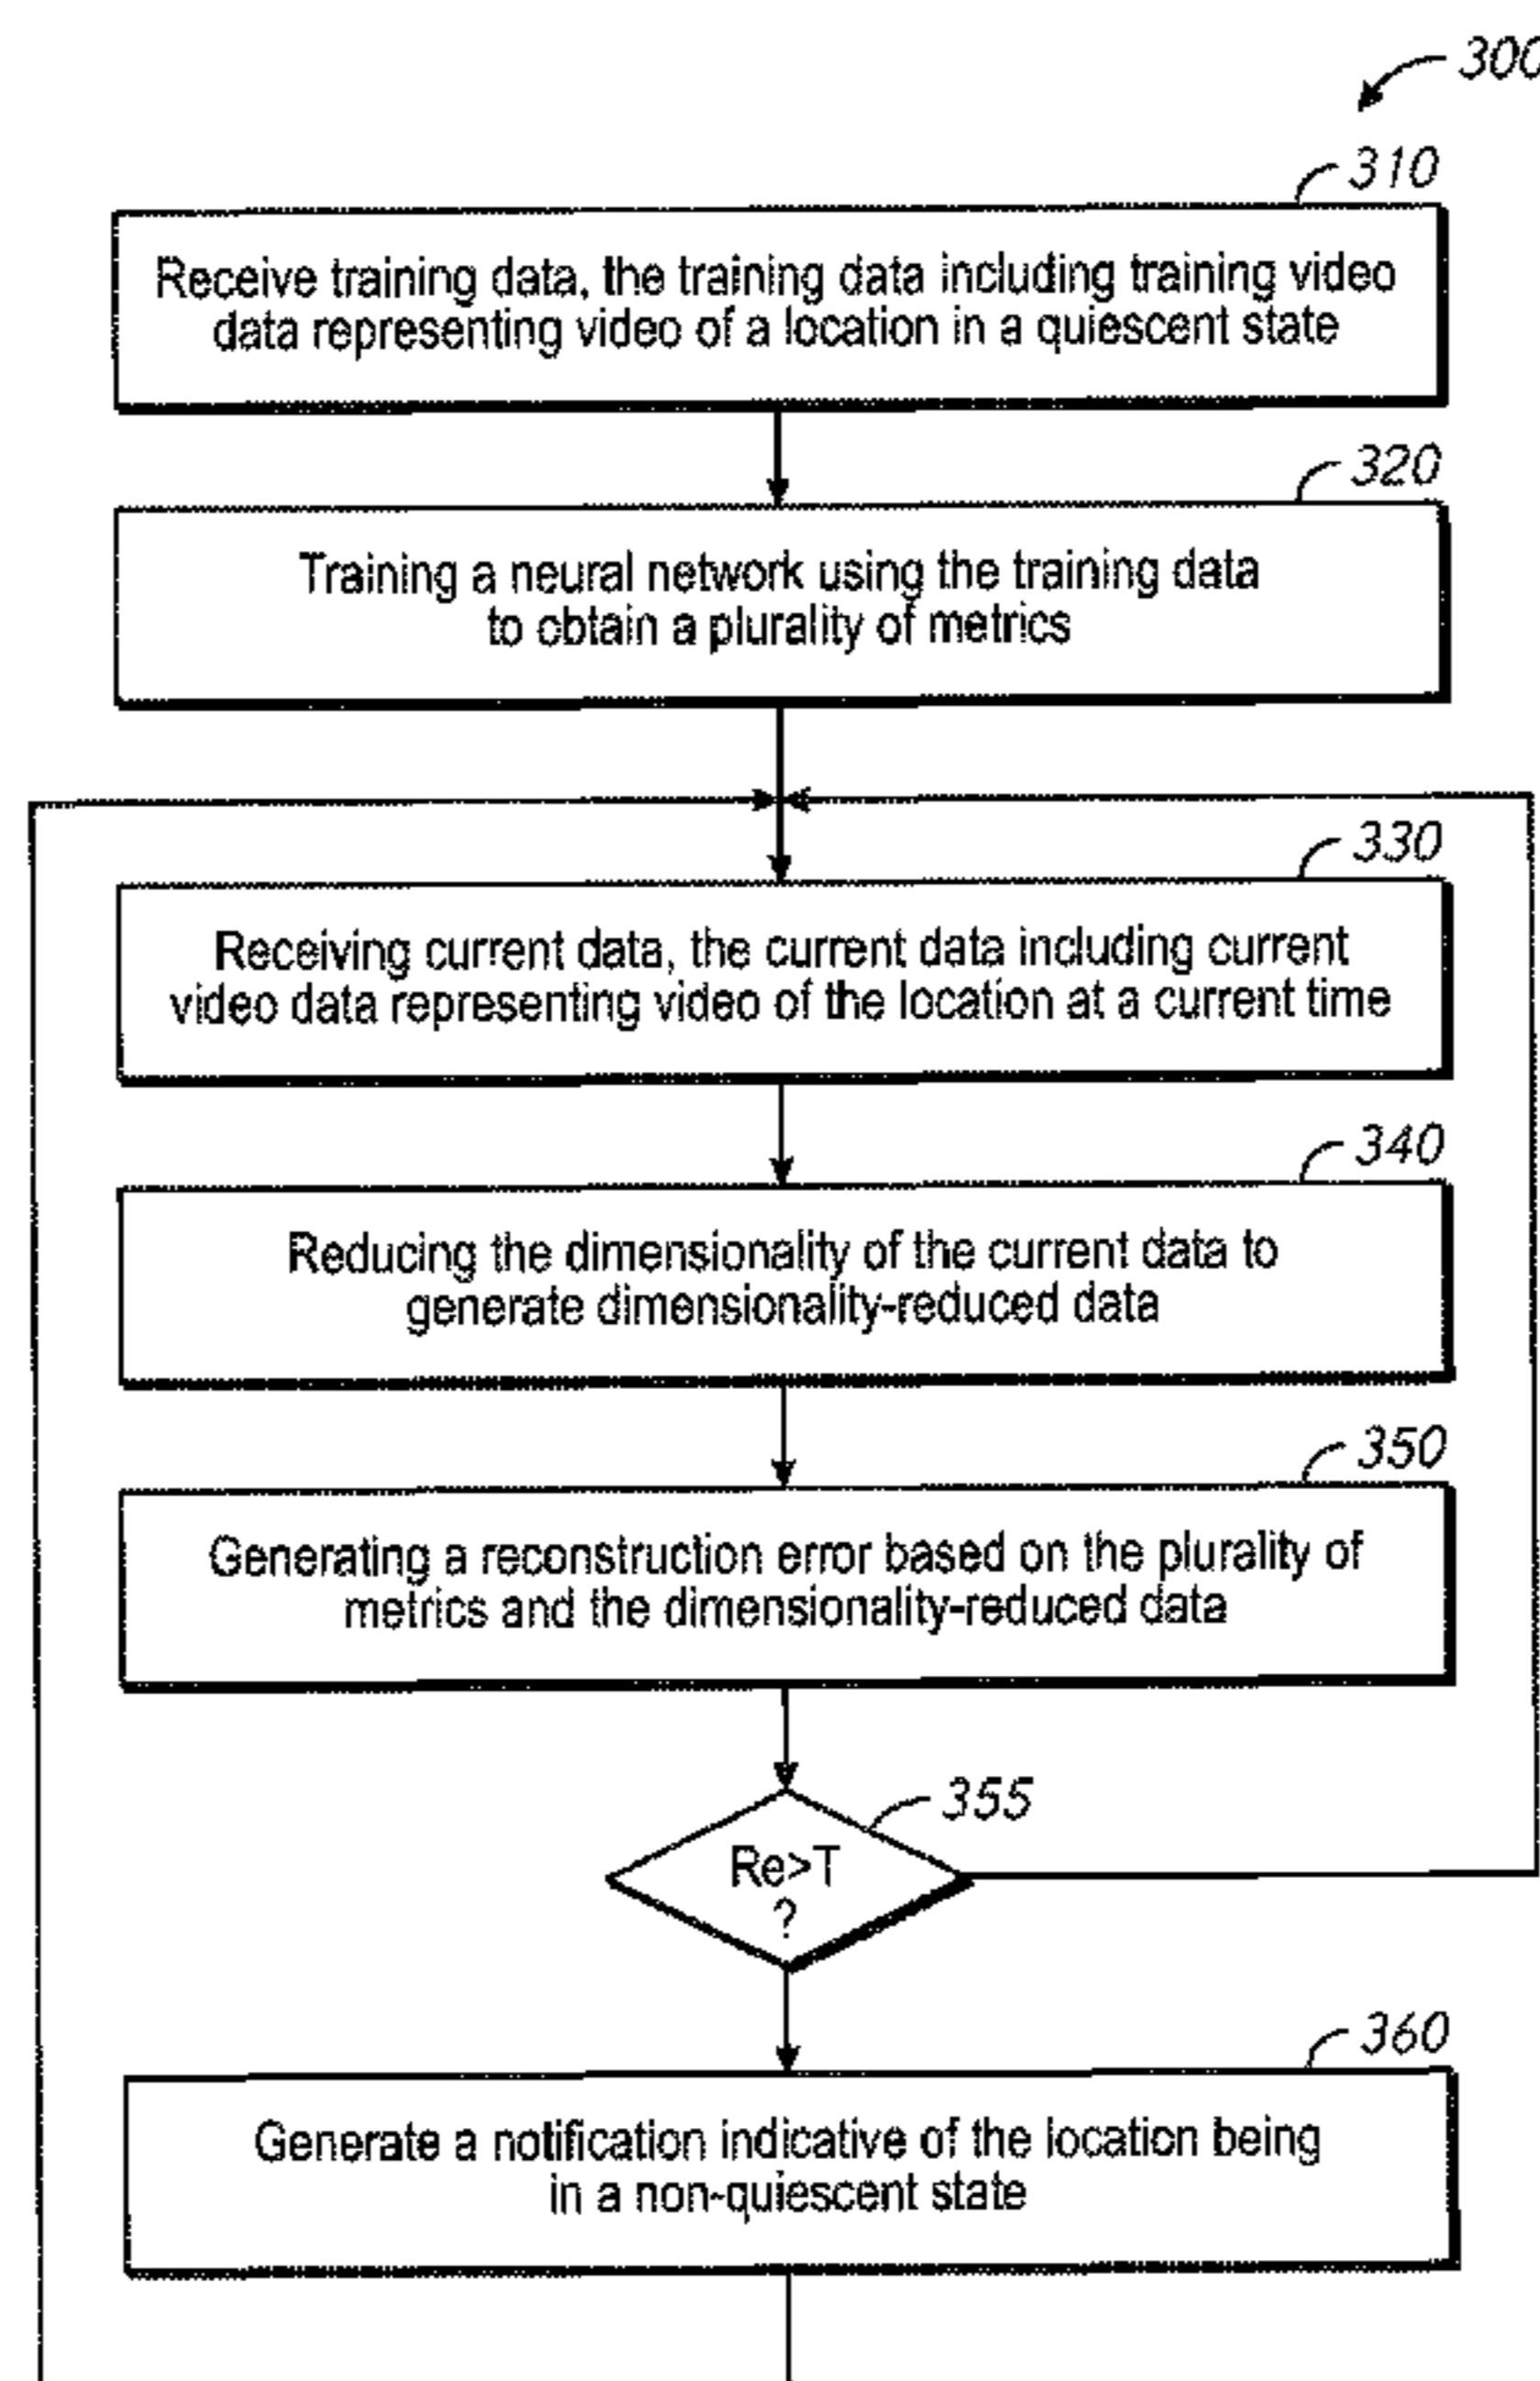 300
310
Receive training data, the training data including training video
data representing video of a location in a quiescent state
320
Training a neural network using the training data
to obtain a plurality of metrics
330
Receiving current data, the current data including current
video data representing video of the location at a current time
340
Reducing the dimensionality of the current data to
generate dimensionality-reduced data
350
Generating a reconstruction error based on the plurality of
metrics and the dimensionality-reduced data
355
Re>T
?
360
Generate a notification indicative of the location being
in a non-quiescent state